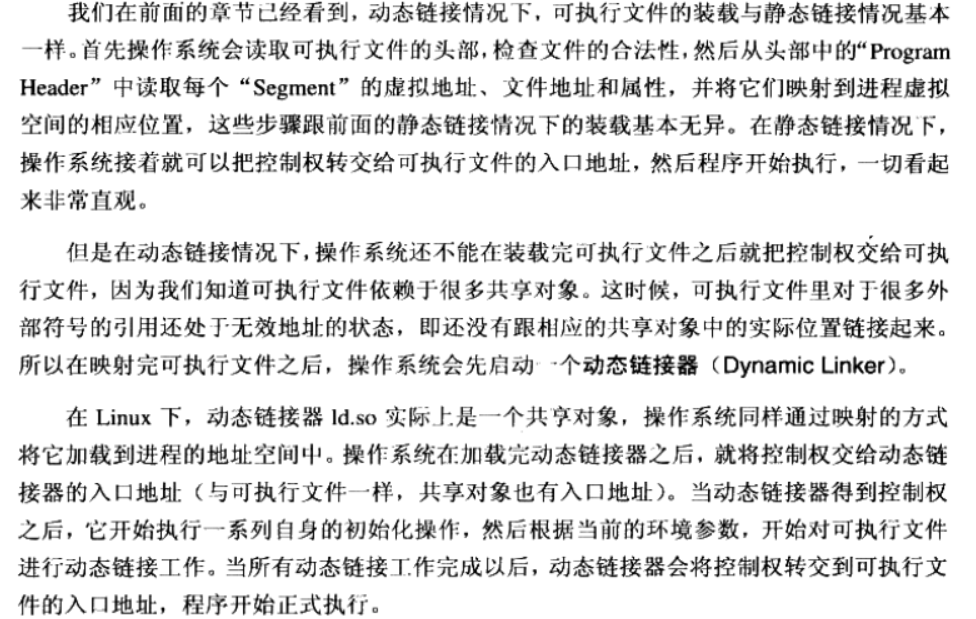 我们在前面的章节已经看到，动态链接情况下，可执行文件的装载与静态链接情况基本
一样。首先操作系统会读取可执行文件的头部，检查文件的合法性，然后从头部中的“Program
Header”中读取每个“Segment”的虚拟地址、文件地址和属性，并将它们映射到进程虚拟
空间的相应位置，这些步骤跟前面的静态链接情况下的装载基本无异。在静态链接情况下，
操作系统接着就可以把控制权转交给可执行文件的入口地址，然后程序开始执行，一切看起
来非常直观。
但是在动态链接情况下，操作系统还不能在装载完可执行文件之后就把控制权交给可执
行文件，因为我们知道可执行文件依赖于很多共享对象。这时候，可执行文件里对于很多外
部符号的引用还处于无效地址的状态，即还没有跟相应的共享对象中的实际位置链接起来。
所以在映射完可执行文件之后，操作系统会先启动一个动态链接器（Dynamic Linker）。
在 Linux 下，动态链接器 ld.so 实际上是一个共享对象，操作系统同样通过映射的方式
将它加载到进程的地址空间中。操作系统在加载完动态链接器之后，就将控制权交给动态链
接器的入口地址（与可执行文件一样，共享对象也有入口地址）。当动态链接器得到控制权
之后，它开始执行一系列自身的初始化操作，然后根据当前的环境参数，开始对可执行文件
进行动态链接工作。当所有动态链接工作完成以后，动态链接器会将控制权转交到可执行文
件的入口地址，程序开始正式执行。